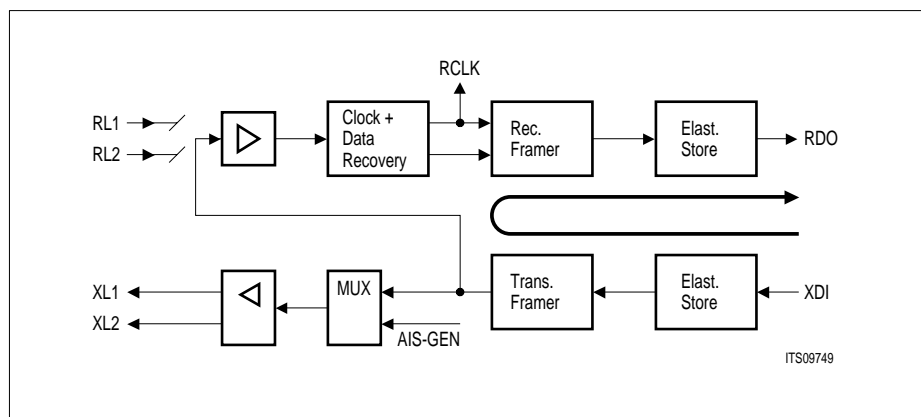 RCLK
RL1
RL2
Clock +
Data
Recovery
Rec.
Framer
Elast.
Store
RDO
XL1
XL2
MUX
AIS-GEN
Trans.
Framer
Elast.
Store
XDI
ITS09749